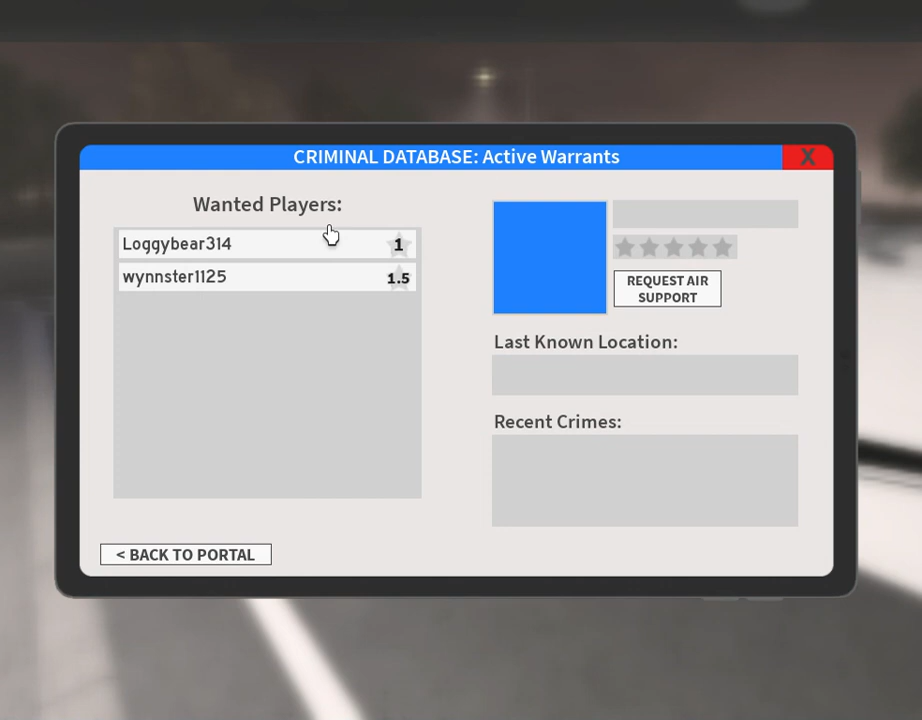 CRIMINAL DATABASE: Active Warrants
X
Wanted Players:
Loggybear314 1
wynnster1125 1.5
REQUEST AIR
SUPPORT
Last Known Location:
Recent Crimes:
< BACK TO PORTAL